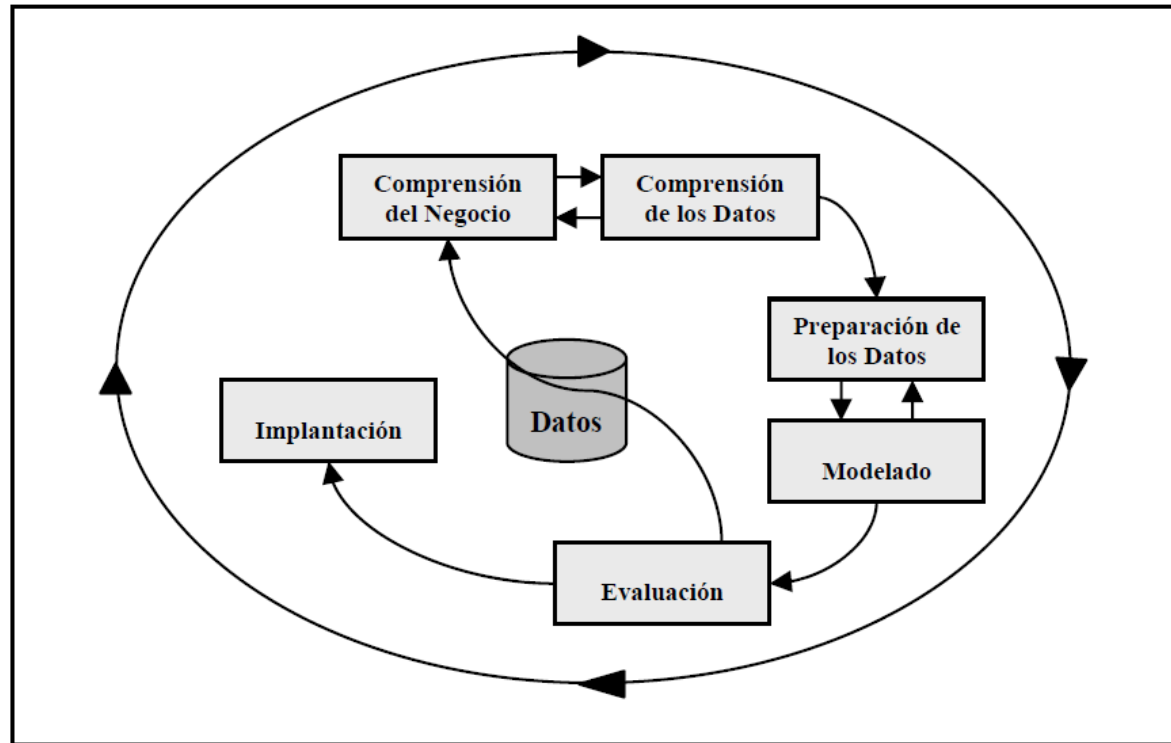 Comprensión
del Negocio
Comprensión
de los Datos
Preparación de
los Datos
Modelado
Evaluación
Implantación
Datos